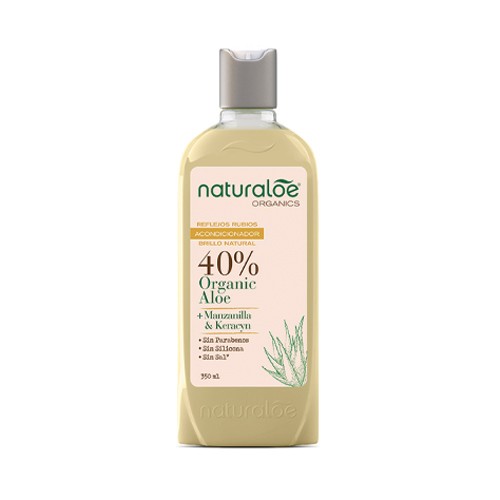 naturaloe®
ORGANICS
REFLEJOS RUBIOS
ACONDICIONADOR
BRILLO NATURAL
40%
Organic
Aloe
+Manzanilla
& Keracyn
• Sin Parabenos
• Sin Silicona
• Sin Sal*
350 ml
naturaloe